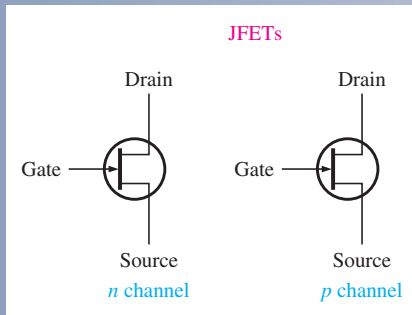 JFETs
Drain Drain
Gate Gate
Source Source
n channel p channel